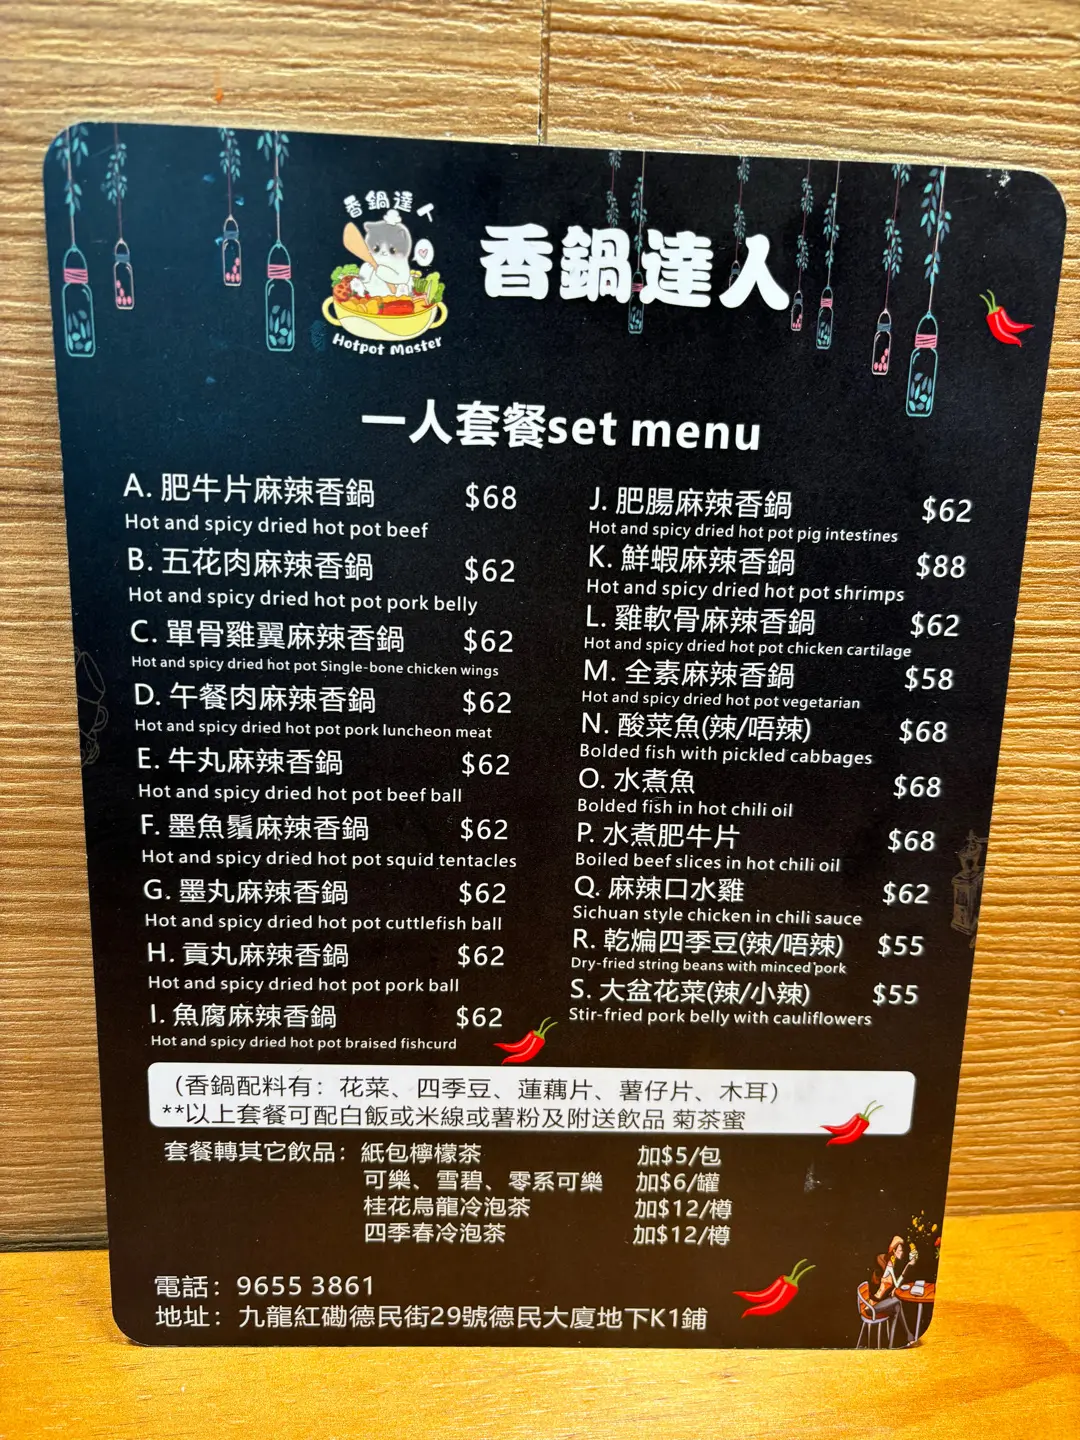 香鍋達人
Hotpot Master
香鍋達人
一人套餐set menu
A. 肥牛片麻辣香鍋 $68
Hot and spicy dried hot pot beef
B. 五花肉麻辣香鍋 $62
Hot and spicy dried hot pot pork belly
C. 單骨雞翼麻辣香鍋 $62
Hot and spicy dried hot pot Single-bone chicken wings
D. 午餐肉麻辣香鍋 $62
Hot and spicy dried hot pot pork luncheon meat
E. 牛丸麻辣香鍋 $62
Hot and spicy dried hot pot beef ball
F. 墨魚鬚麻辣香鍋 $62
Hot and spicy dried hot pot squid tentacles
G. 墨丸麻辣香鍋 $62
Hot and spicy dried hot pot cuttlefish ball
H. 貢丸麻辣香鍋 $62
Hot and spicy dried hot pot pork ball
I. 魚腐麻辣香鍋 $62
Hot and spicy dried hot pot braised fishcurd
J. 肥腸麻辣香鍋 $62
Hot and spicy dried hot pot pig intestines
K. 鮮蝦麻辣香鍋 $88
Hot and spicy dried hot pot shrimps
L. 雞軟骨麻辣香鍋 $62
Hot and spicy dried hot pot chicken cartilage
M. 全素麻辣香鍋 $58
Hot and spicy dried hot pot vegetarian
N. 酸菜魚(辣/唔辣) $68
Bolded fish with pickled cabbages
O. 水煮魚 $68
Bolded fish in hot chili oil
P. 水煮肥牛片 $68
Boiled beef slices in hot chili oil
Q. 麻辣口水雞 $62
Sichuan style chicken in chili sauce
R. 乾煸四季豆(辣/唔辣) $55
Dry-fried string beans with minced pork
S. 大盆花菜(辣/小辣) $55
Stir-fried pork belly with cauliflowers
（香鍋配料有：花菜、四季豆、蓮藕片、薯仔片、木耳）
**以上套餐可配白飯或米線或薯粉及附送飲品 菊茶蜜
套餐轉其它飲品：紙包檸檬茶 加$5/包
可樂、雪碧、零系可樂 加$6/罐
桂花烏龍冷泡茶 加$12/樽
四季春冷泡茶 加$12/樽
電話：9655 3861
地址：九龍紅磡德民街29號德民大廈地下K1鋪